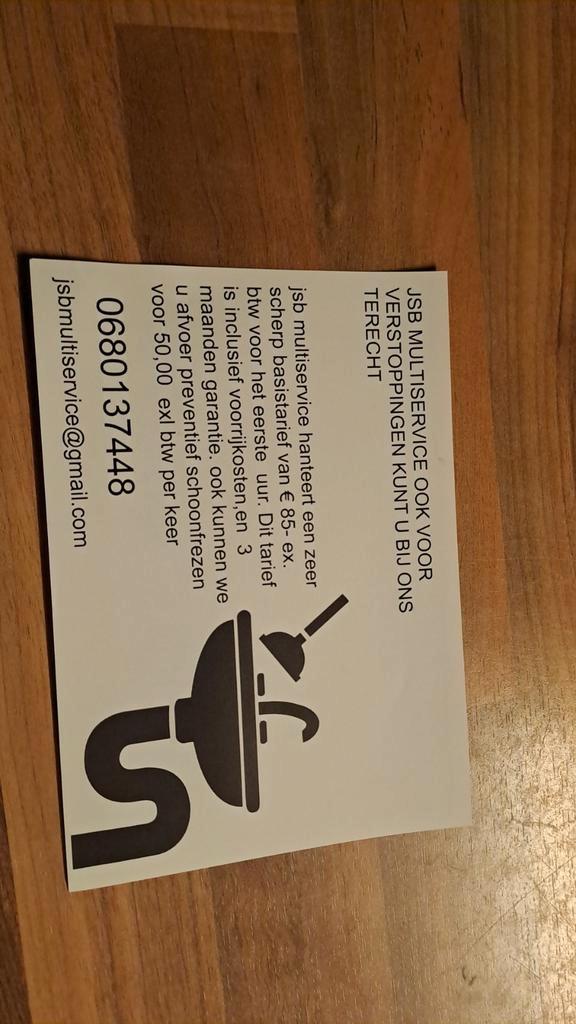 JSB MULTISERVICE OOK VOOR
VERSTOPPINGEN KUNT U BIJ ONS
TERECHT
jsb multiservice hanteert een zeer
scherp basistarief van € 85- ex.
btw voor het eerste uur. Dit tarief
is inclusief voorrijkosten,en 3
maanden garantie. ook kunnen we
u afvoer preventief schoonfrezen
voor 50,00 exl btw per keer
0680137448
jsbmultiservice@gmail.com